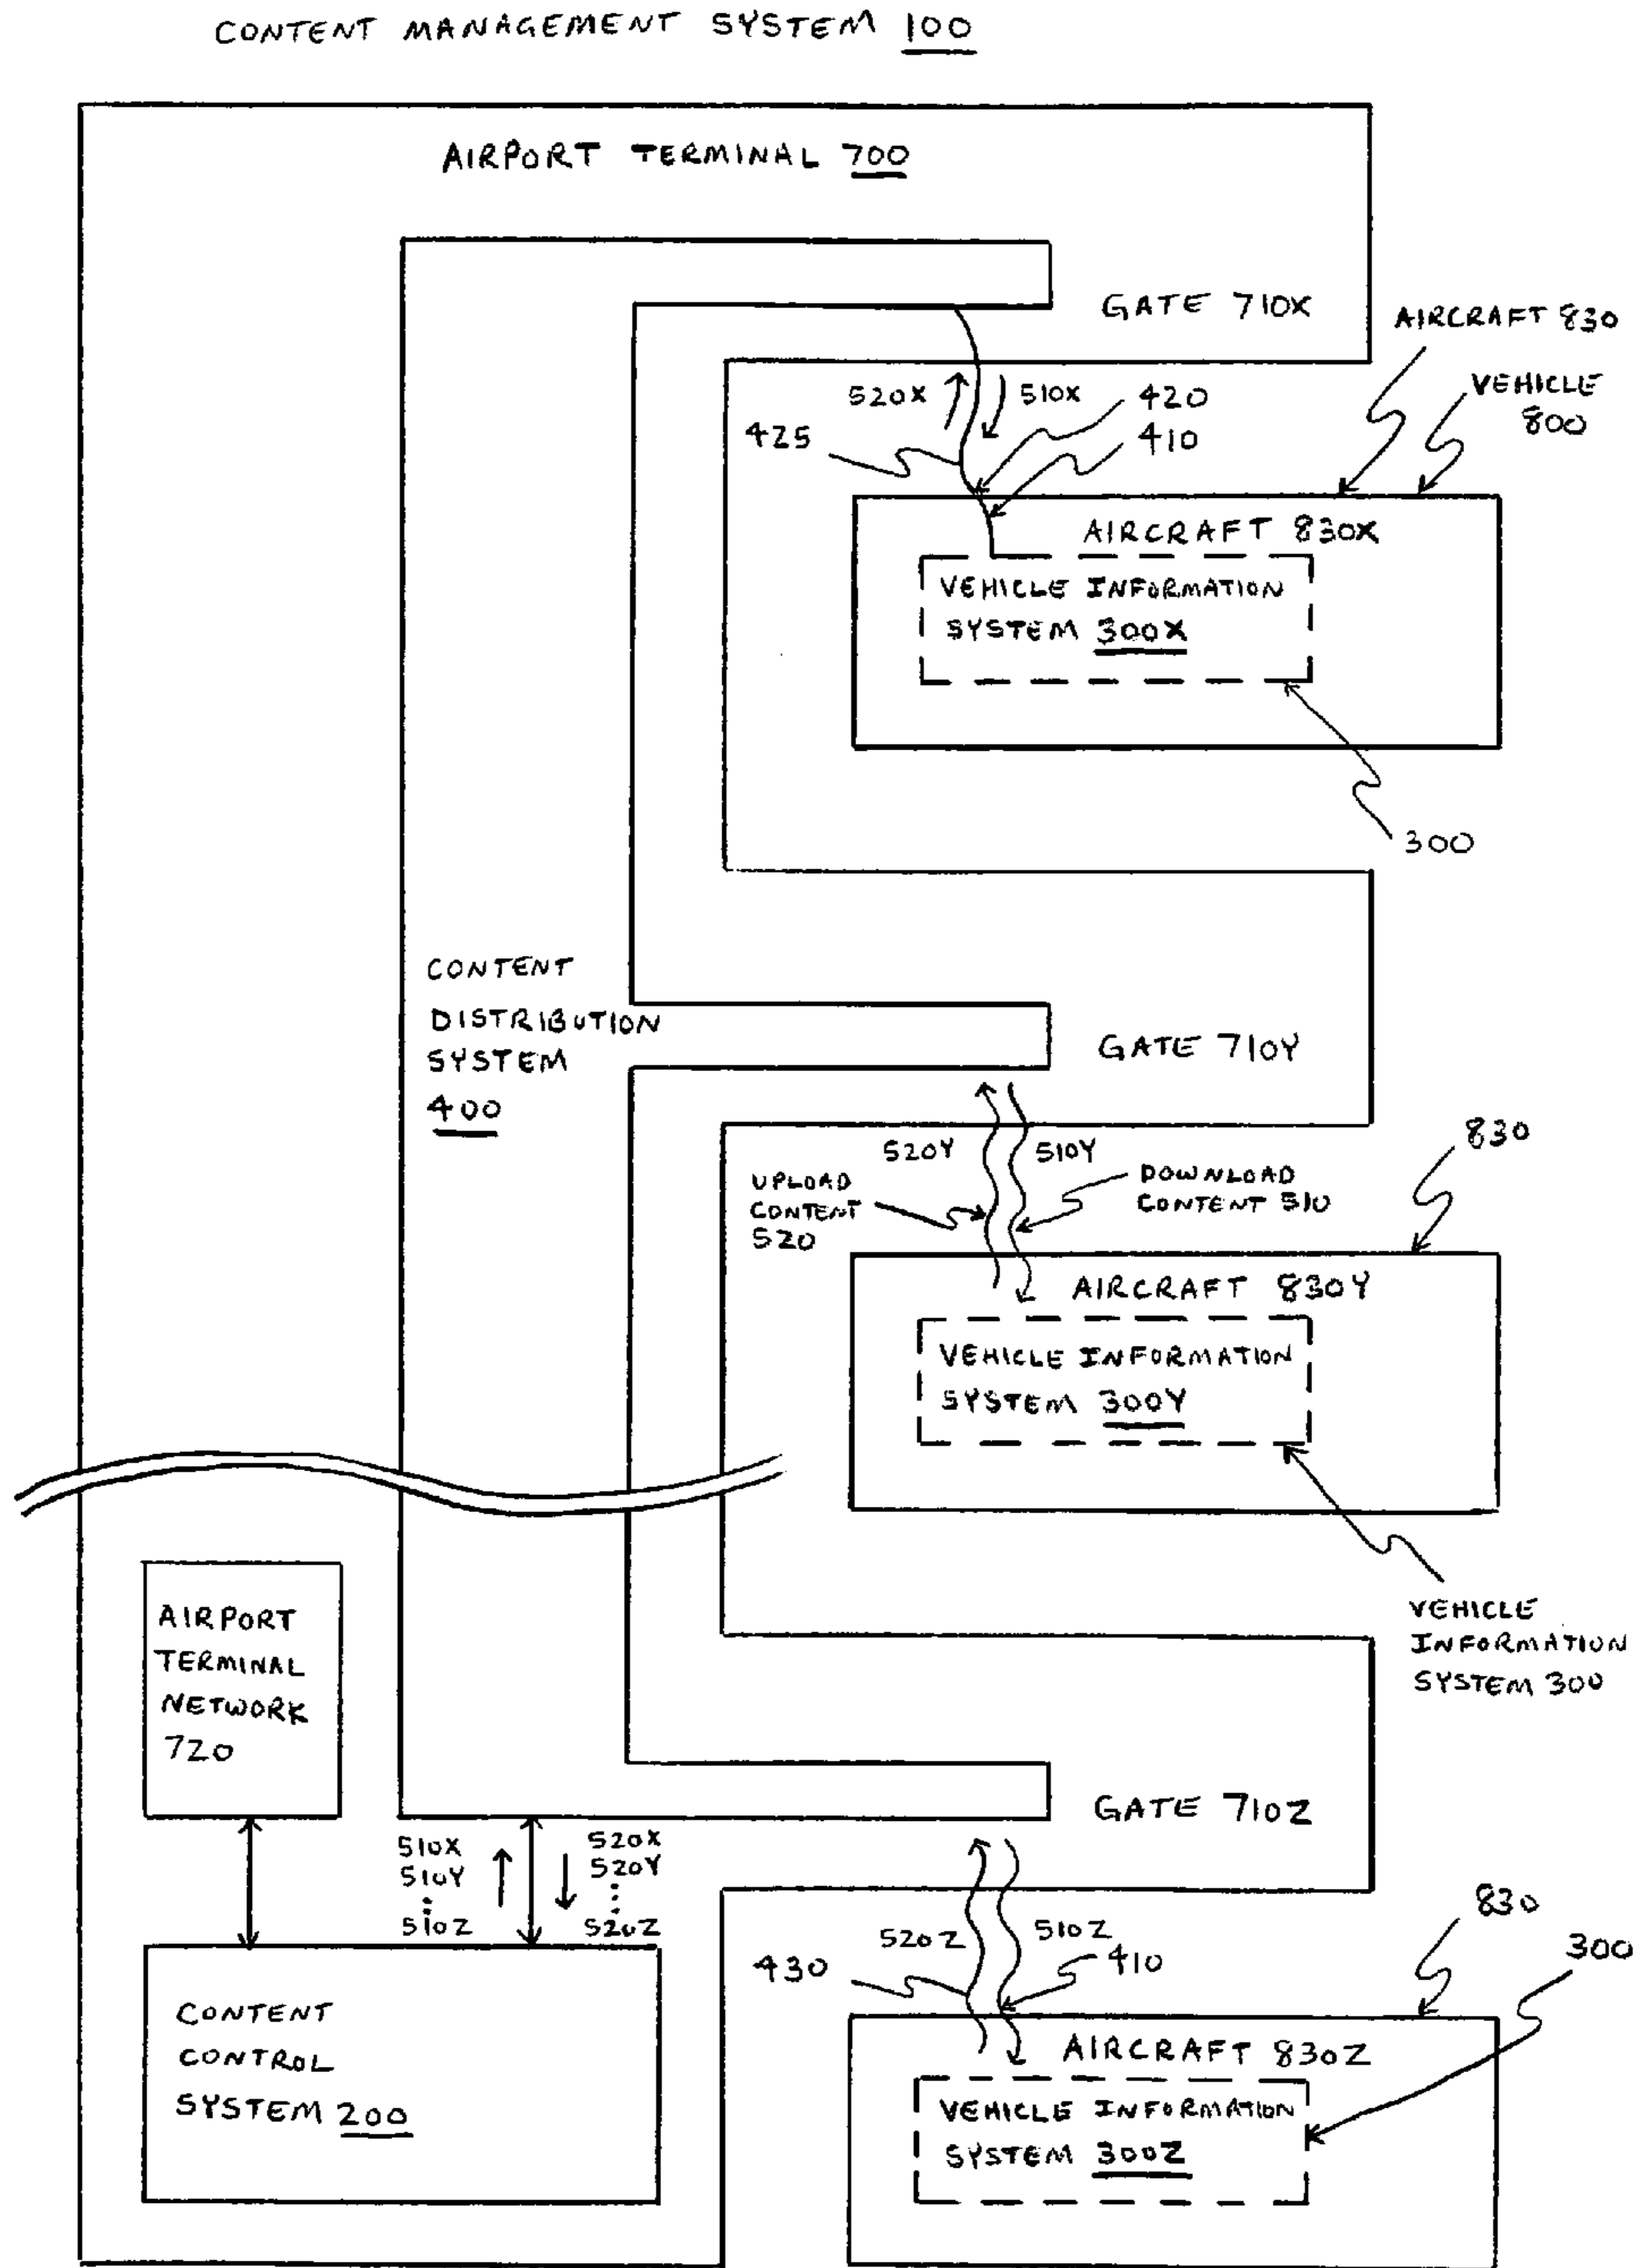 CONTENT MANAGEMENT SYSTEM 100
AIRPORT TERMINAL 700
GATE 710X
AIRCRAFT 830
VEHICLE
800
520X
510X
420
410
425
AIRCRAFT 830X
VEHICLE INFORMATION
SYSTEM 300X
300
CONTENT
DISTRIBUTION
SYSTEM
400
GATE 710Y
830
520Y
510Y
UPLOAD
CONTENT
520
DOWNLOAD
CONTENT 510
AIRCRAFT 830Y
VEHICLE INFORMATION
SYSTEM 300Y
VEHICLE
INFORMATION
SYSTEM 300
AIRPORT
TERMINAL
NETWORK
720
GATE 710Z
510X
510Y
510Z
520X
520Y
520Z
830
300
520Z
510Z
430
410
AIRCRAFT 830Z
VEHICLE INFORMATION
SYSTEM 300Z
CONTENT
CONTROL
SYSTEM 200